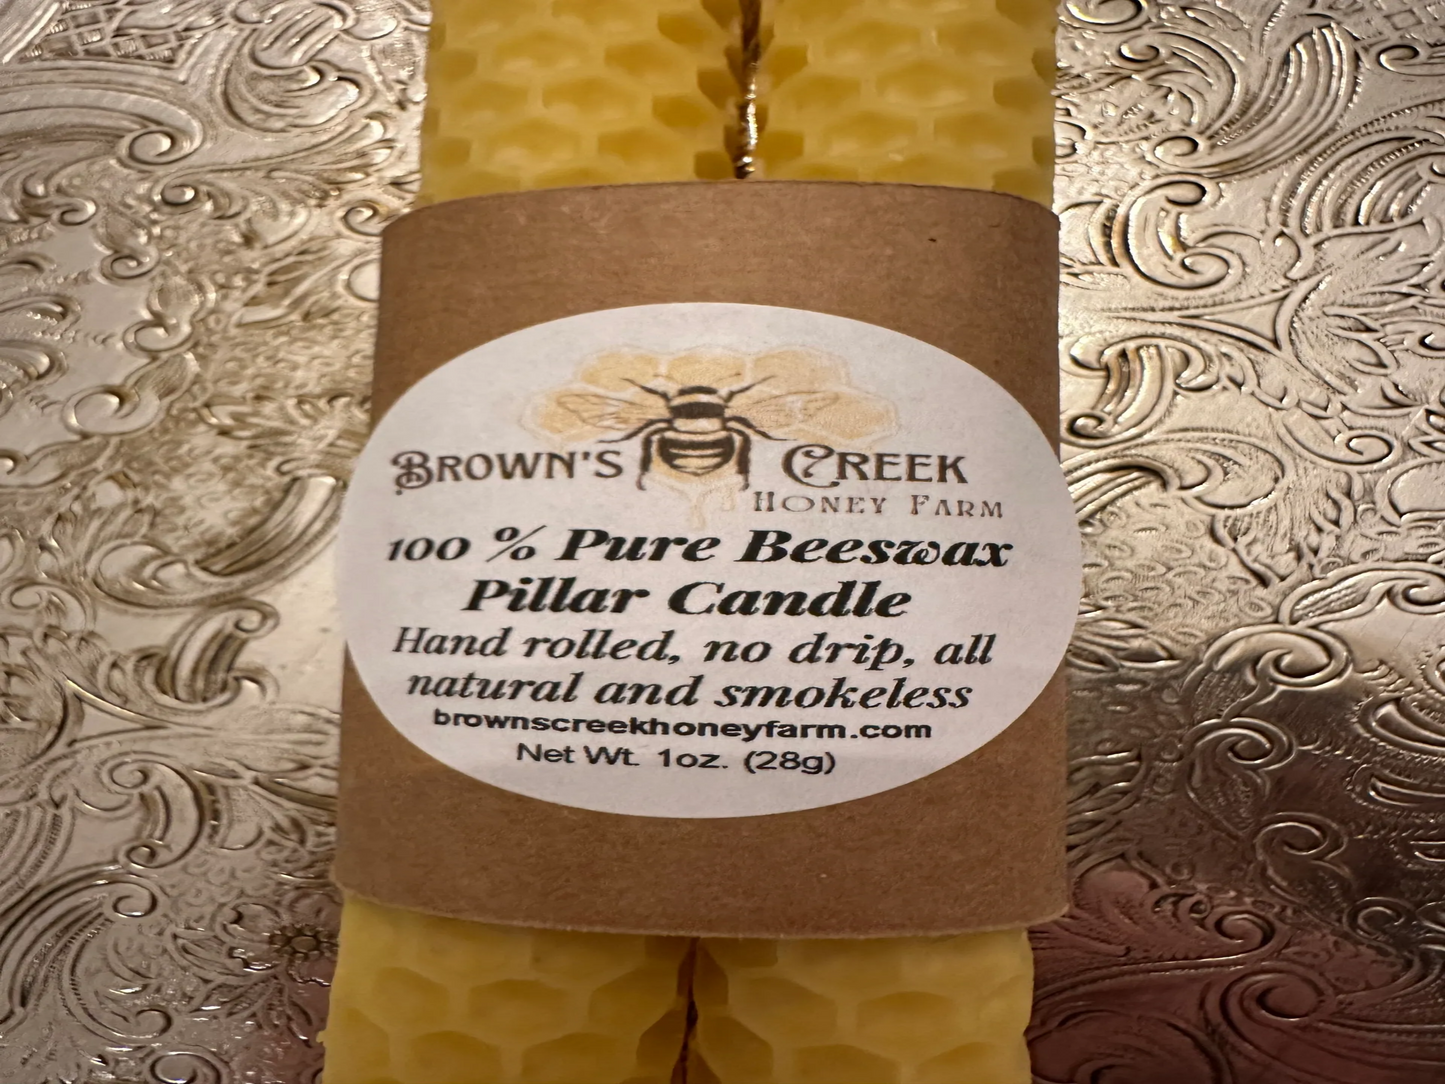 BROWN'S CREEK
HONEY FARM
100 % Pure Beeswax
Pillar Candle
Hand rolled, no drip, all
natural and smokeless
brownscreekhoneyfarm.com
Net Wt. 1oz. (28g)